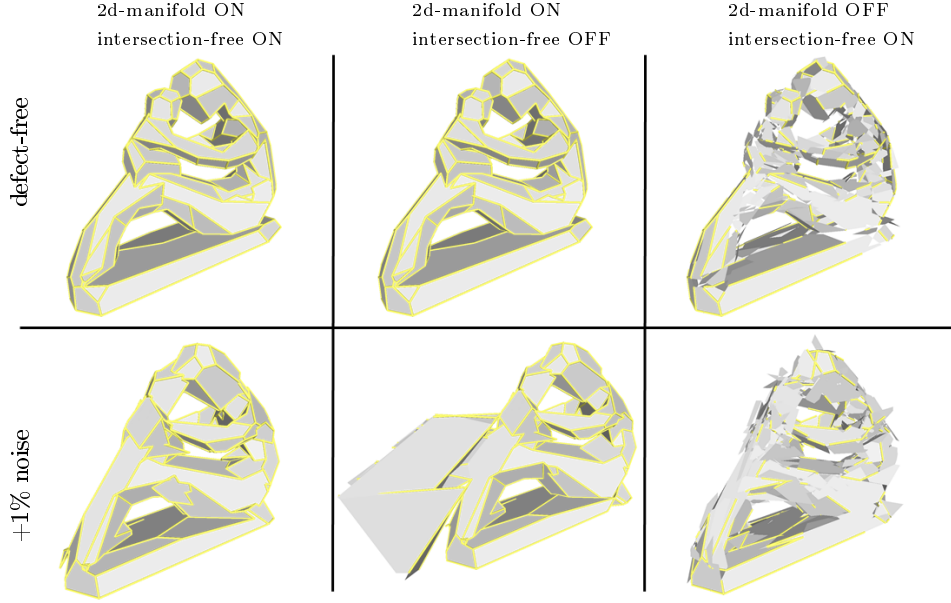 2d-manifold ON
intersection-free ON
2d-manifold ON
intersection-free OFF
2d-manifold OFF
intersection-free ON
defect-free
+1% noise